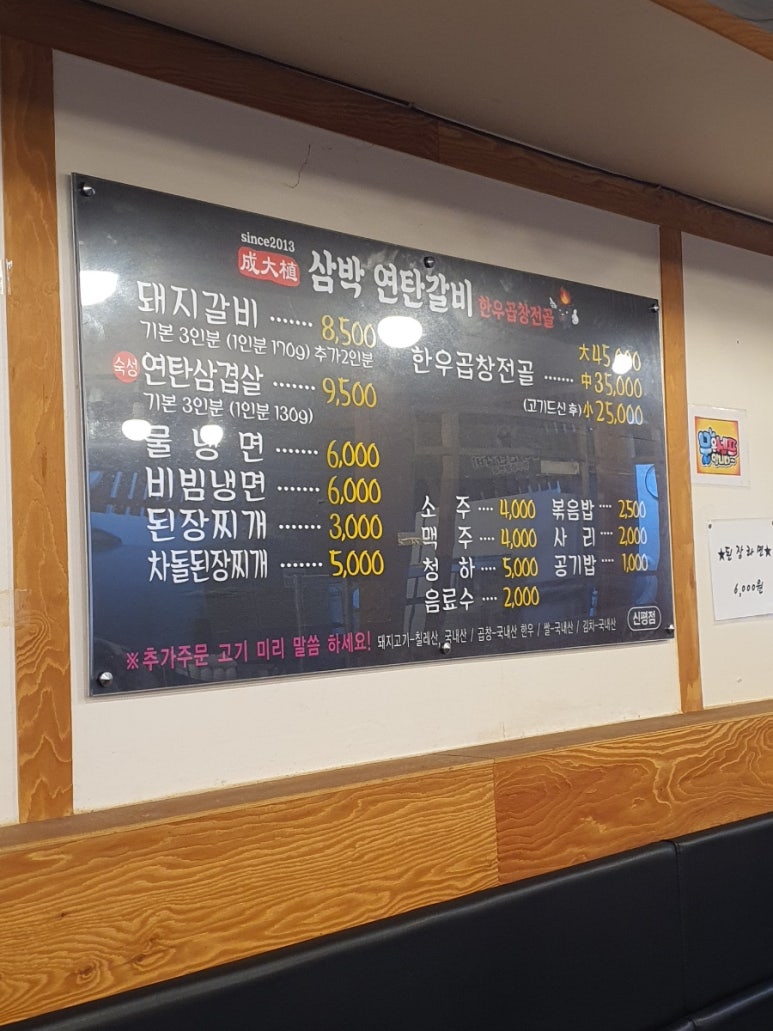 since2013
成大植 삼박 연탄갈비 한우곱창전골
돼지갈비 ······· 8,500
기본 3인분 (1인분 170g) 추가2인분
숙성 연탄삼겹살 ······· 9,500
기본 3인분 (1인분 130g)
물냉면 ······· 6,000
비빔냉면 ······· 6,000
된장찌개 ······· 3,000
차돌된장찌개 ······· 5,000
大 45,000
한우곱창전골 ······· 中 35,000
(고기드신 후) 小 25,000
소주 ···· 4,000
맥주 ···· 4,000
청하 ···· 5,000
음료수 ···· 2,000
볶음밥 ···· 2,500
사리 ···· 2,000
공기밥 ···· 1,000
※추가주문 고기 미리 말씀 하세요! 돼지고기-칠레산, 국내산 / 곱창-국내산 한우 / 쌀-국내산 / 김치-국내산
신평점
★된장라면★
6,000원